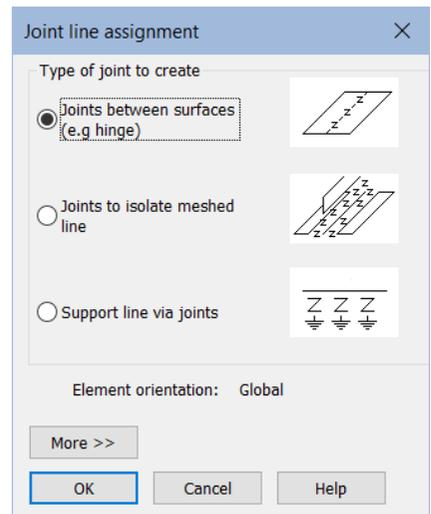 Joint line assignment
Type of joint to create
Joints between surfaces
(e.g hinge)
Joints to isolate meshed
line
Support line via joints
Element orientation: Global
More >>
OK Cancel Help